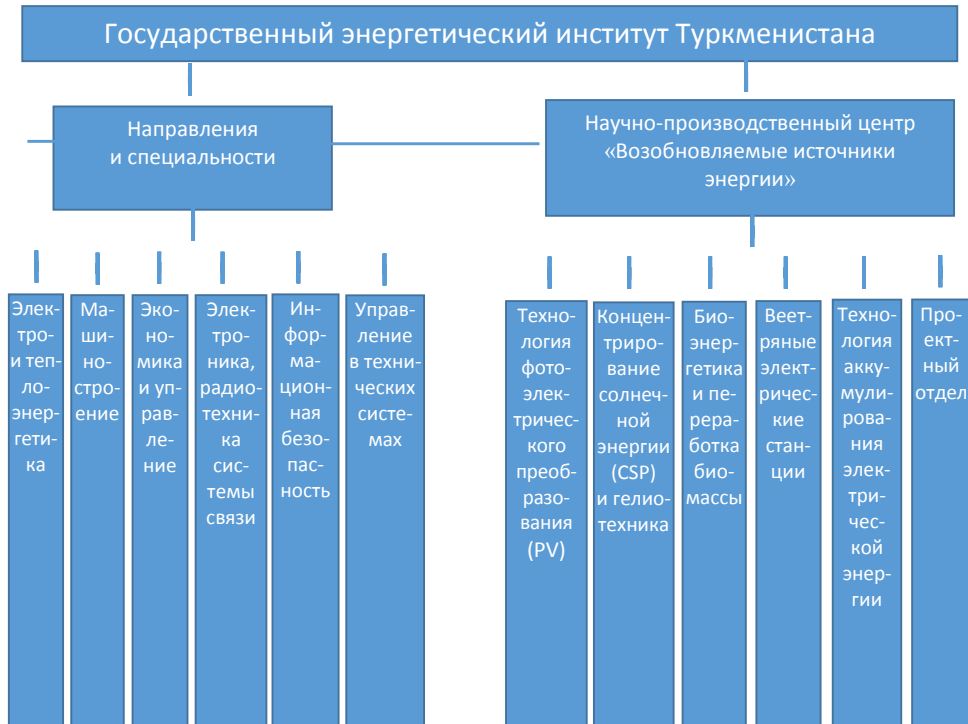 Государственный энергетический институт Туркменистана
Направления
и специальности
Научно-производственный центр
«Возобновляемые источники
энергии»
Элек-
тро-
и теп-
ло-
энер-
гети-
ка
Ма-
ши-
но-
стро-
ение
Эко-
но-
мика
и уп-
рав-
ле-
ние
Элек-
тро-
ника,
радио-
техни-
ка
сис-
темы
связи
Ин-
фор-
ма-
цион-
ная
безо-
пас-
ность
Управ-
ление
в техни-
ческих
систе-
мах
Техно-
логия
фото-
элек-
тричес-
кого
преоб-
разо-
вания
(PV)
Концен-
триро-
вание
солнеч-
ной
энергии
(CSP)
и гелио-
техника
Био-
энер-
гетика
и пе-
рера-
ботка
био-
массы
Веет-
ряные
элект-
ричес-
кие
стан-
ции
Техно-
логия
акку-
мули-
рова-
ния
элек-
три-
чес-
кой
энер-
гии
Про-
ект-
ный
отдел